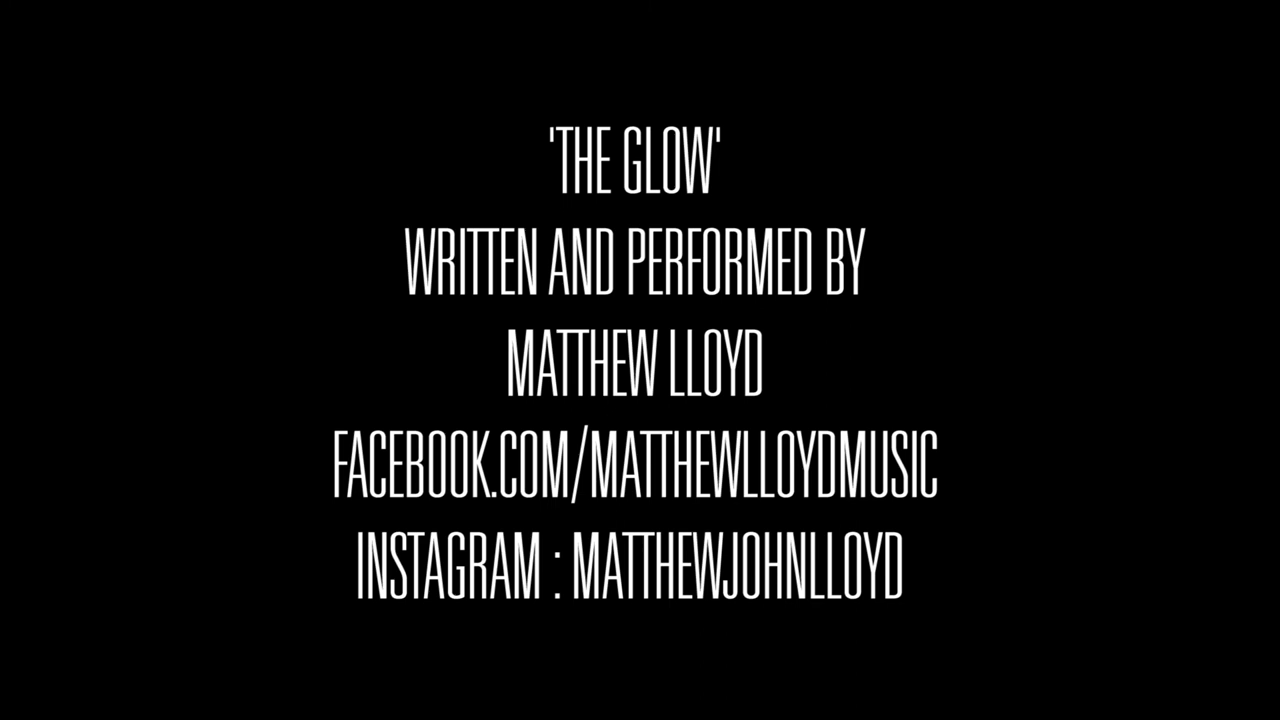 'THE GLOW'
WRITTEN AND PERFORMED BY
MATTHEW LLOYD
FACEBOOK.COM/MATTHEWLLOYDMUSIC
INSTAGRAM : MATTHEWJOHNLLOYD